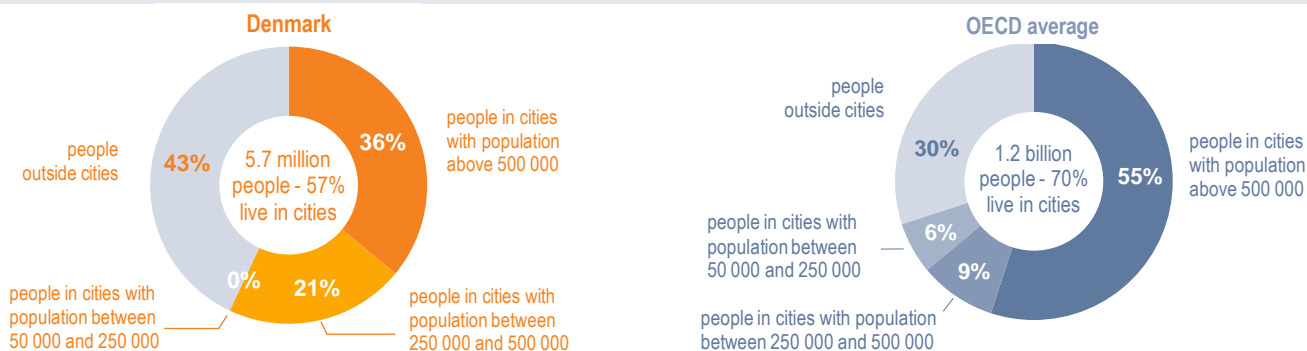 Denmark
people
outside cities
43%
5.7 million
people - 57%
live in cities
36%
people in cities
with population
above 500 000
0%
21%
people in cities with
population between
50 000 and 250 000
people in cities with
population between
250 000 and 500 000
OECD average
people
outside cities
30%
1.2 billion
people - 70%
live in cities
55%
people in cities
with population
above 500 000
people in cities with
population between
50 000 and 250 000
6%
9%
people in cities with population
between 250 000 and 500 000